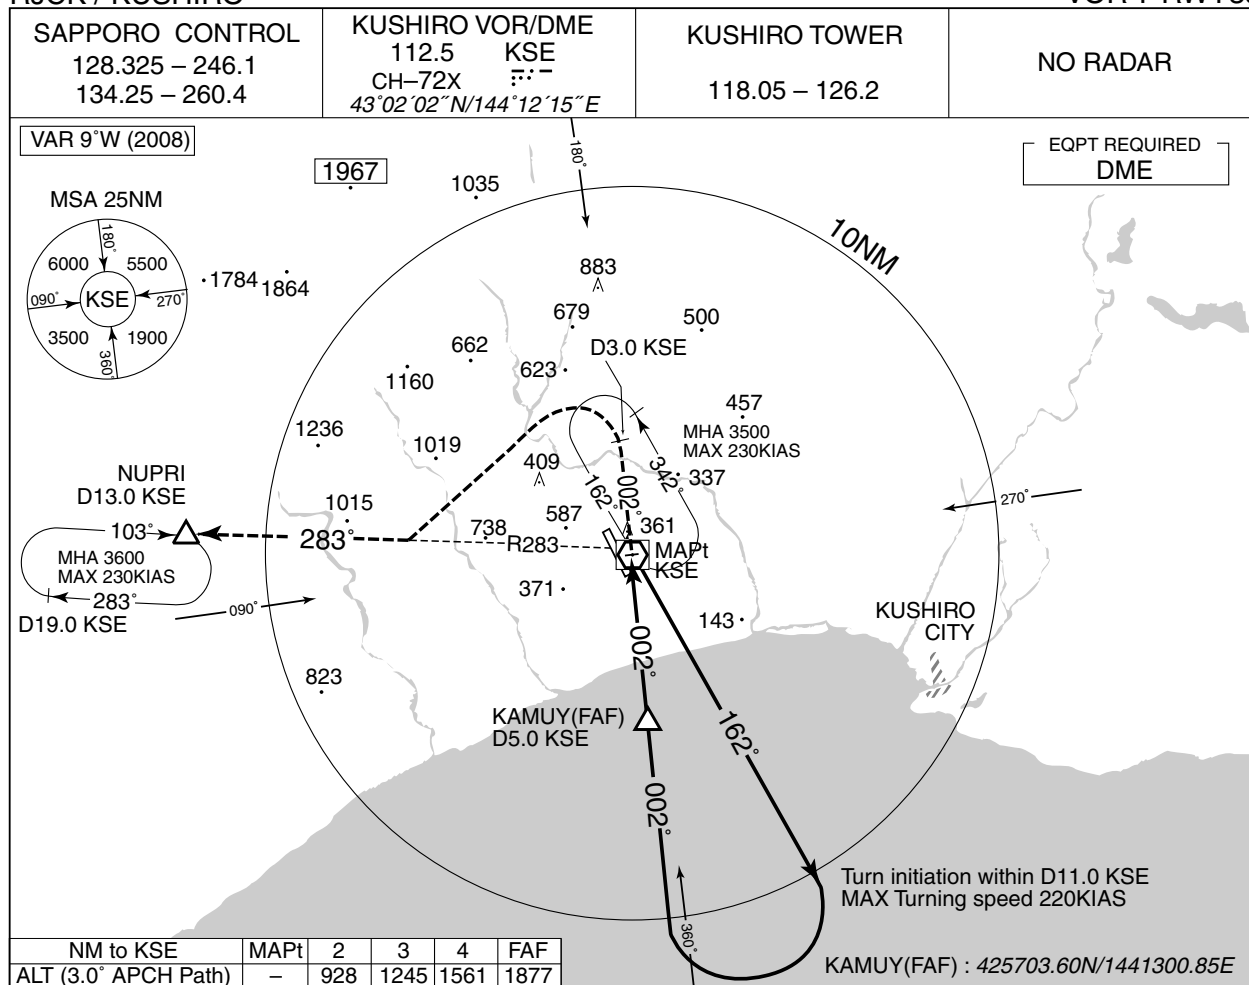 SAPPORO CONTROL
128.325 – 246.1
134.25 – 260.4
KUSHIRO VOR/DME
112.5 KSE
CH–72X
43°02′02″N/144°12′15″E
KUSHIRO TOWER
118.05 – 126.2
NO RADAR
VAR 9°W (2008)
EQPT REQUIRED
DME
MSA 25NM
180°
6000 5500
090° KSE 270°
3500 1900
360°
180°
1967
1035
10NM
1784
1864
883
679
500
D3.0 KSE
662
623
1160
457
1236
1019
MHA 3500
MAX 230KIAS
409
342°
337
NUPRI
D13.0 KSE
162°
002°
1015
270°
103°
283°
738
587
R283
361
MAPt
KSE
MHA 3600
MAX 230KIAS
283°
090°
371
D19.0 KSE
143
KUSHIRO
CITY
002°
823
KAMUY(FAF)
D5.0 KSE
162°
002°
Turn initiation within D11.0 KSE
MAX Turning speed 220KIAS
360°
NM to KSE MAPt 2 3 4 FAF
ALT (3.0° APCH Path) – 928 1245 1561 1877
KAMUY(FAF) : 425703.60N/1441300.85E